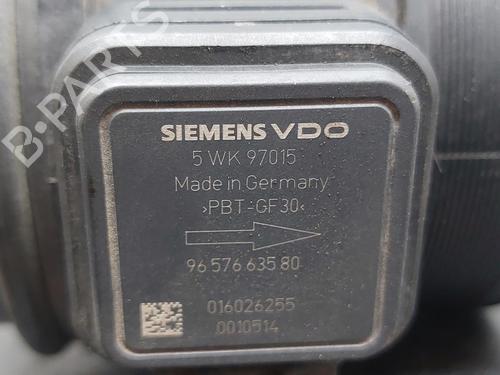 SIEMENS VDO
5 WK 97015
Made in Germany
>PBT-GF30<
96 576 635 80
016026255
0010514
B-PARTS